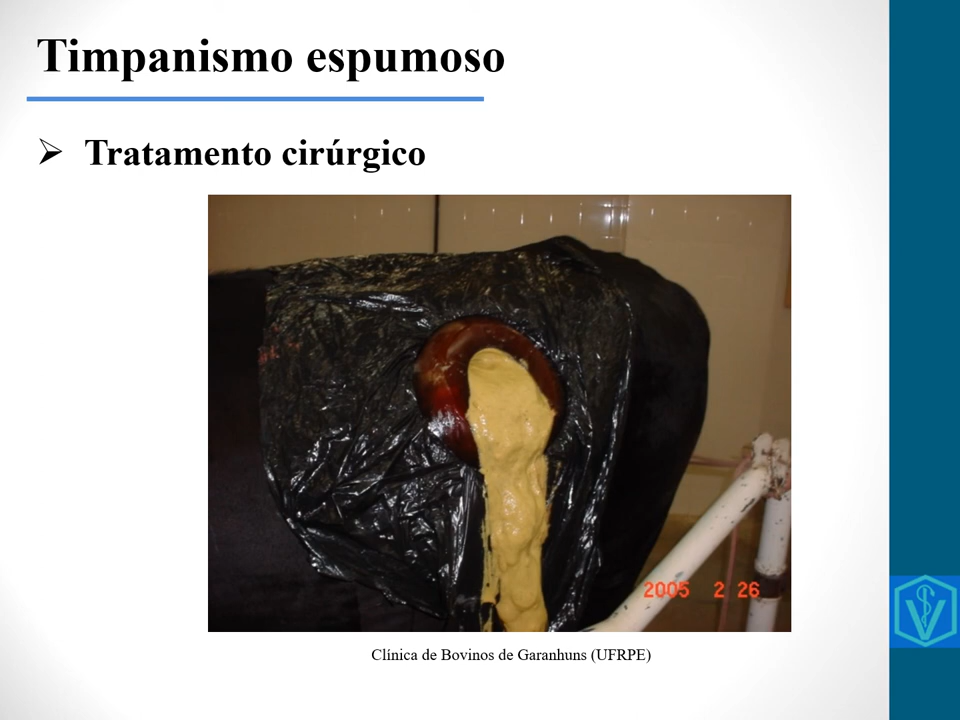 Timpanismo espumoso
Tratamento cirúrgico
2005 2 26
Clínica de Bovinos de Garanhuns (UFRPE)